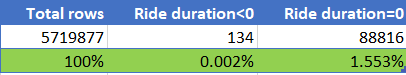 Total rows Ride duration<0 Ride duration=0
5719877 134 88816
100% 0.002% 1.553%